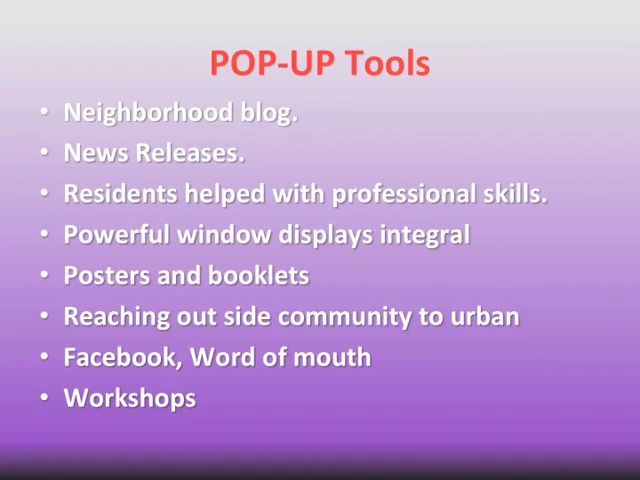 POP-UP Tools
• Neighborhood blog.
• News Releases.
• Residents helped with professional skills.
• Powerful window displays integral
• Posters and booklets
• Reaching out side community to urban
• Facebook, Word of mouth
• Workshops